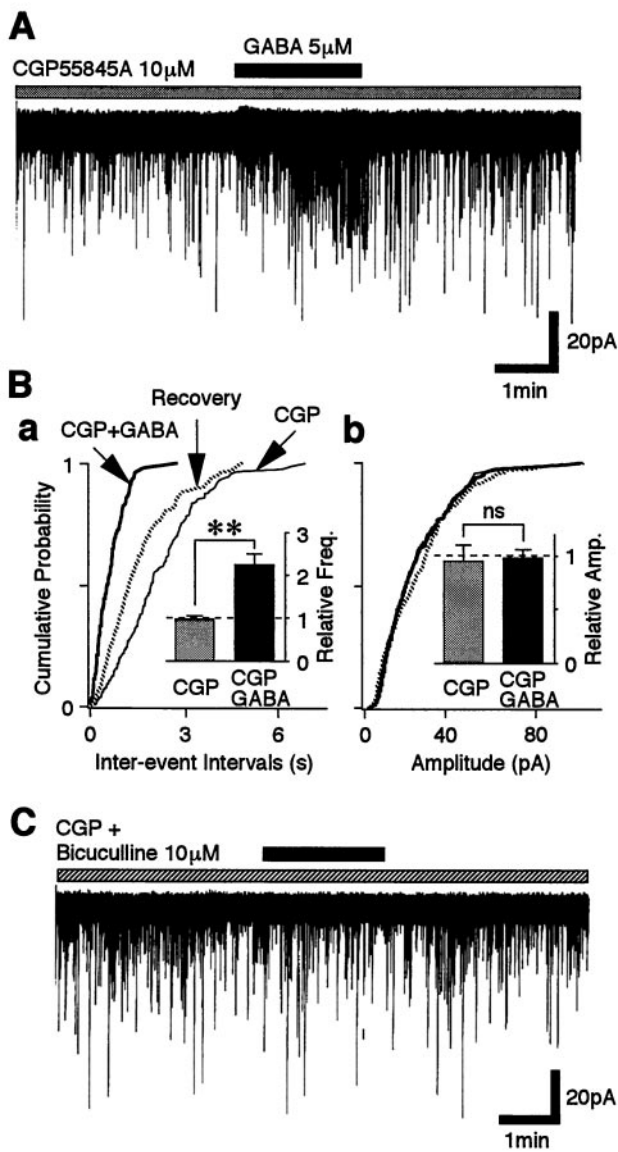 A
GABA 5μM
CGP55845A 10μM
20pA
1min
B
a
CGP+GABA
Recovery
CGP
b
1
Cumulative Probability
0
**
3
2
1
0
Relative Freq.
CGP
CGP
GABA
0
3
6
Inter-event Intervals (s)
1
0
ns
1
0
Relative Amp.
CGP
CGP
GABA
0
40
80
Amplitude (pA)
C
CGP +
Bicuculline 10μM
20pA
1min